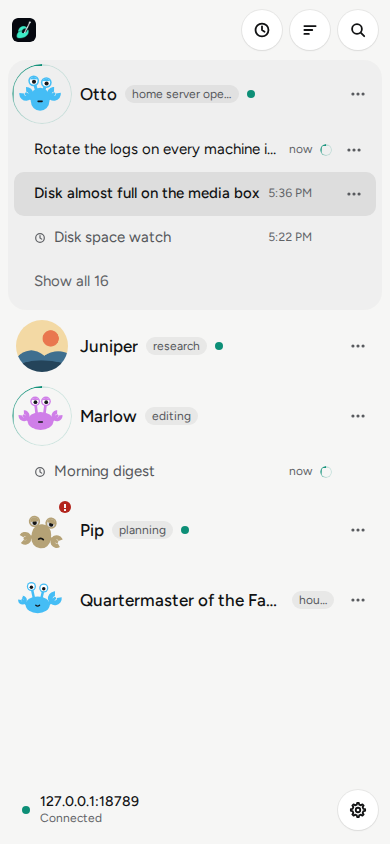 Otto home server ope...
Rotate the logs on every machine i... now
Disk almost full on the media box 5:36 PM
Disk space watch 5:22 PM
Show all 16
Juniper research
Marlow editing
Morning digest now
Pip planning
Quartermaster of the Fa... hou...
127.0.0.1:18789
Connected